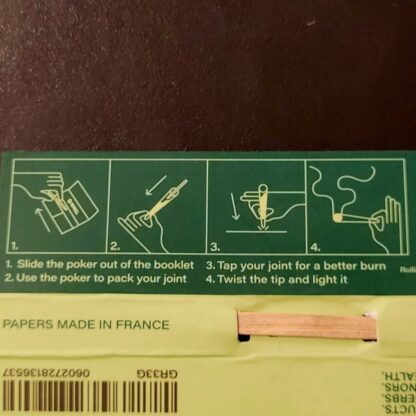 1.
2.
3.
4.
1. Slide the poker out of the booklet
2. Use the poker to pack your joint
3. Tap your joint for a better burn
4. Twist the tip and light it
PAPERS MADE IN FRANCE
GR33G
0602728136537